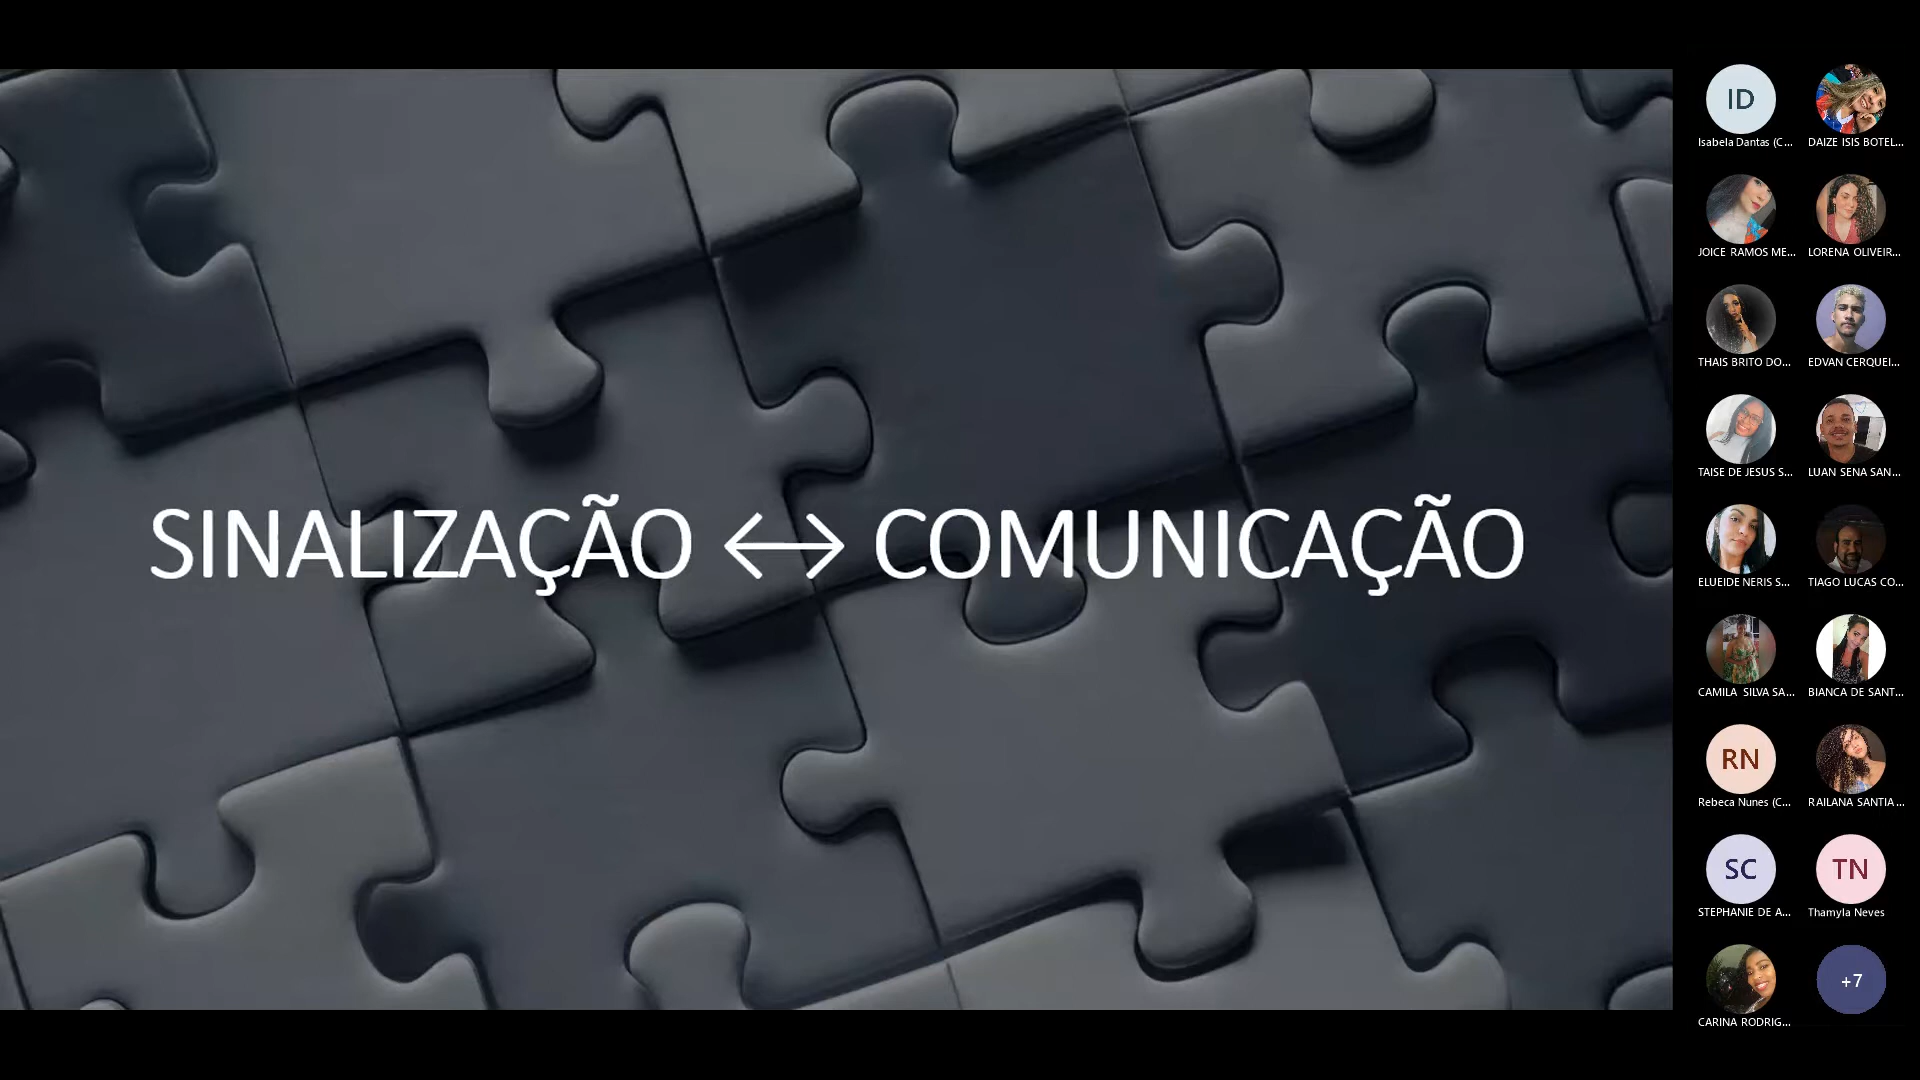 SINALIZAÇÃO ↔ COMUNICAÇÃO
ID
Isabela Dantas (C...
DAIZE ISIS BOTEL...
JOICE RAMOS ME...
LORENA OLIVEIR...
THAIS BRITO DO...
EDVAN CERQUEI...
TAISE DE JESUS S...
LUAN SENA SAN...
ELUEIDE NERIS S...
TIAGO LUCAS CO...
CAMILA SILVA SA...
BIANCA DE SANT...
RN
Rebeca Nunes (C...
RAILANA SANTIA...
SC
STEPHANIE DE A...
TN
Thamyla Neves
CARINA RODRIG...
+7